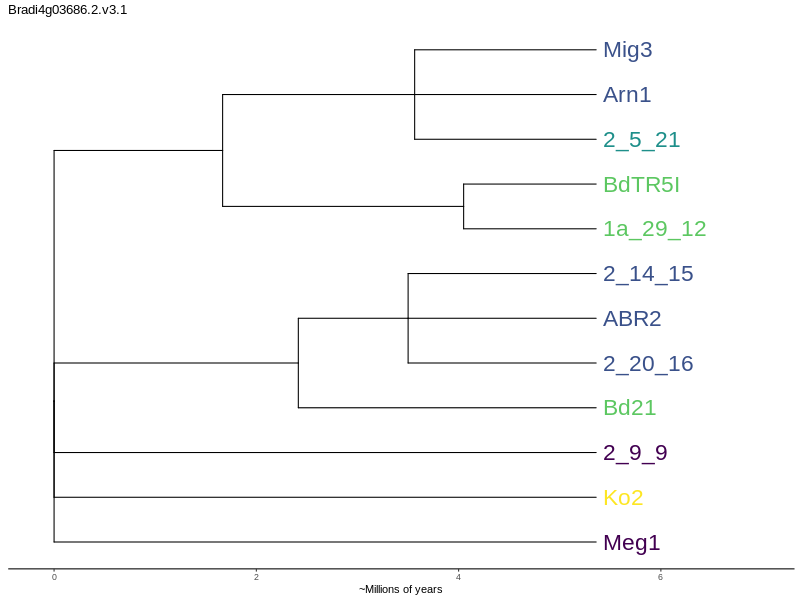 Bradi4g03686.2.v3.1
Mig3
Arn1
2_5_21
BdTR5I
1a_29_12
2_14_15
ABR2
2_20_16
Bd21
2_9_9
Ko2
Meg1
0 2 4 6
~Millions of years